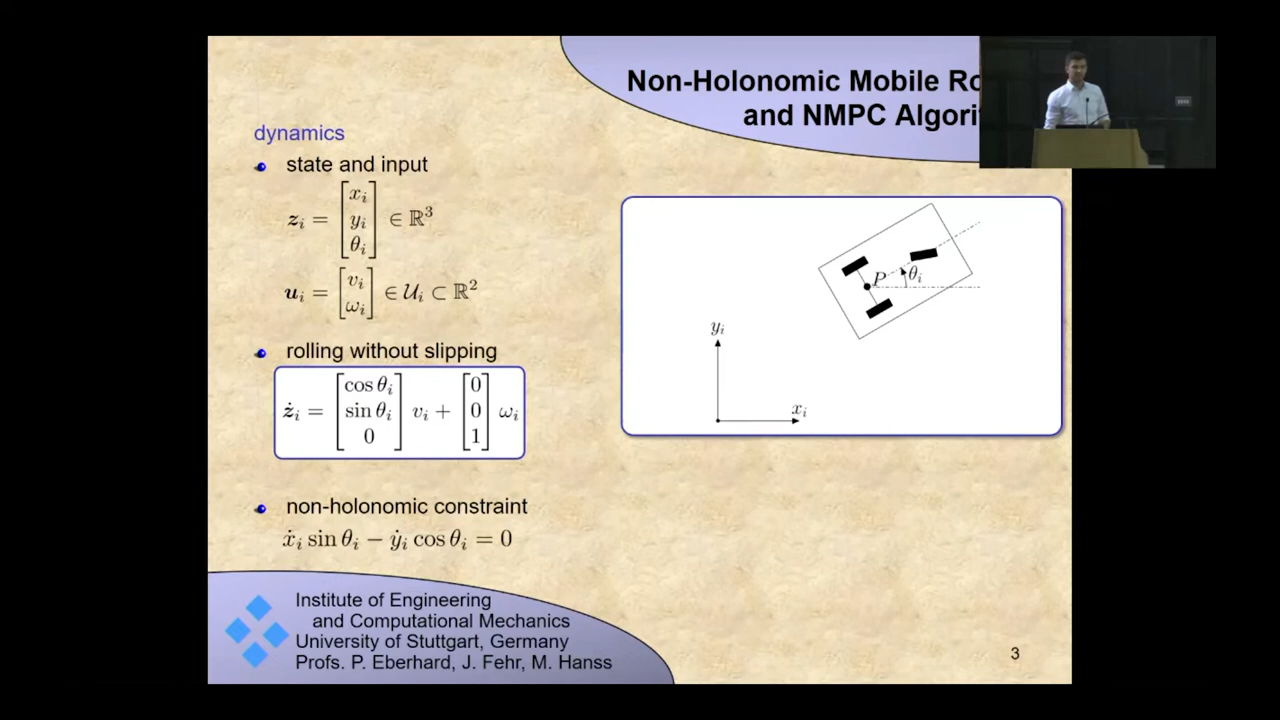 Non-Holonomic Mobile Ro
and NMPC Algori
dynamics
state and input
z_i = [x_i y_i θ_i] ∈ ℝ³
u_i = [v_i ω_i] ∈ 𝒰_i ⊂ ℝ²
rolling without slipping
ż_i = [cos θ_i sin θ_i 0] v_i + [0 0 1] ω_i
non-holonomic constraint
ẋ_i sin θ_i − ẏ_i cos θ_i = 0
P
θ_i
y_i
x_i
Institute of Engineering
and Computational Mechanics
University of Stuttgart, Germany
Profs. P. Eberhard, J. Fehr, M. Hanss
3